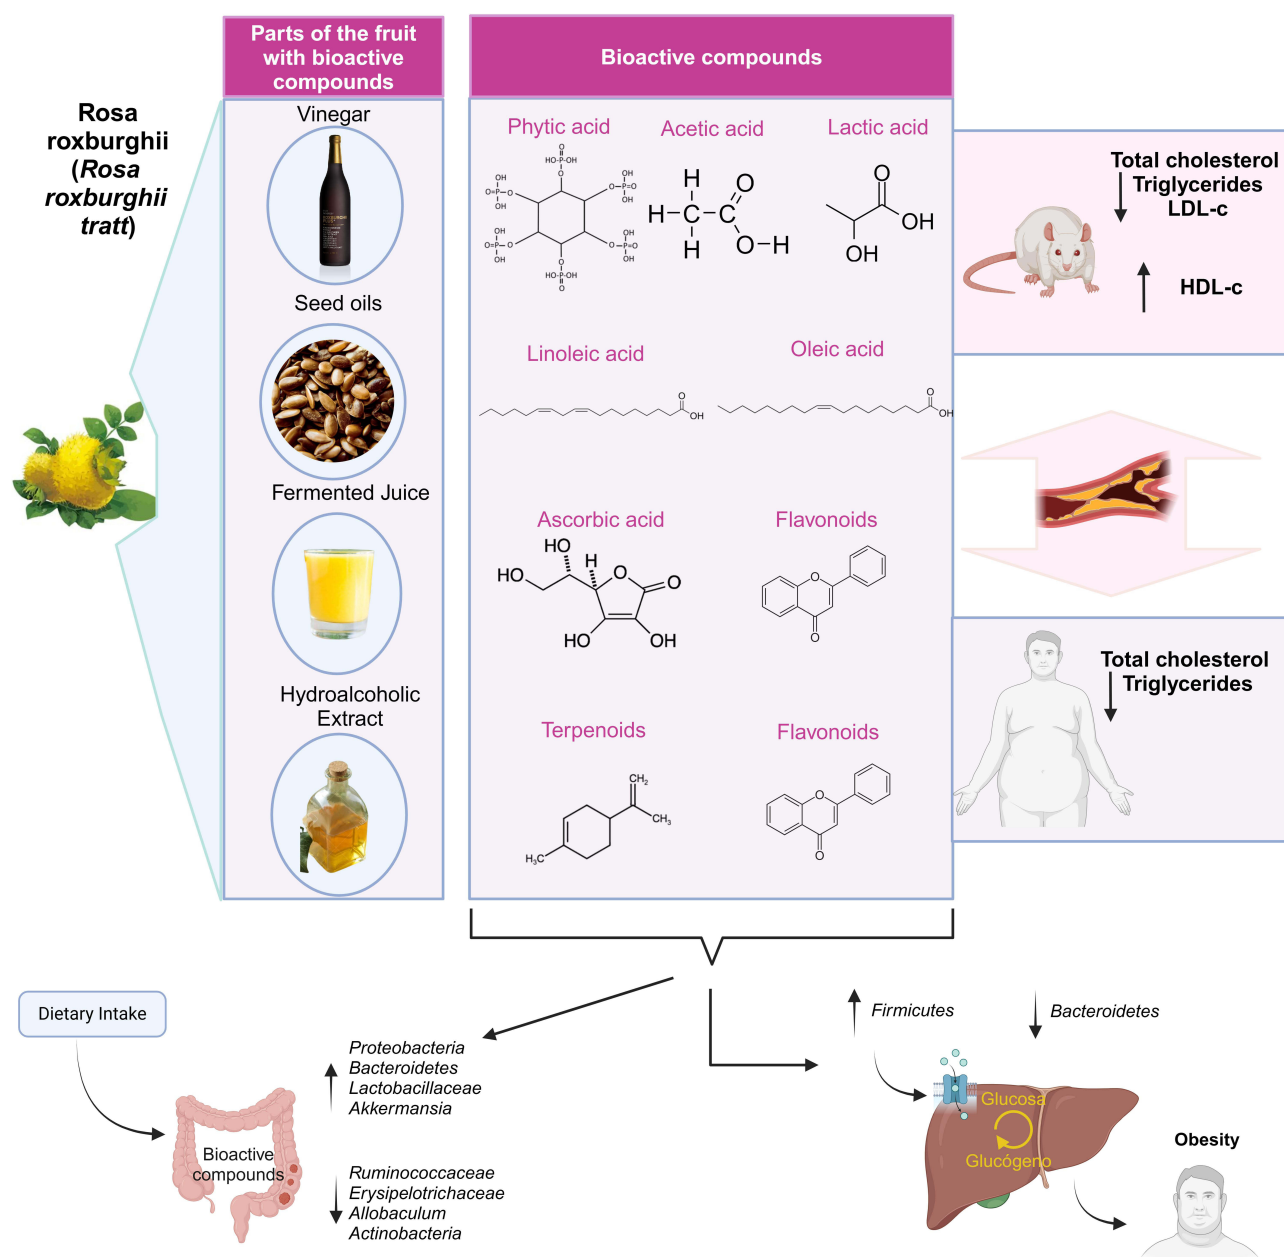 Parts of the fruit
with bioactive
compounds
Bioactive compounds
Rosa
roxburghii
(Rosa
roxburghii
tratt)
Vinegar
Seed oils
Fermented Juice
Hydroalcoholic
Extract
Phytic acid
Acetic acid
Lactic acid
Linoleic acid
Oleic acid
Ascorbic acid
Flavonoids
Terpenoids
Flavonoids
Total cholesterol
Triglycerides
LDL-c
HDL-c
Total cholesterol
Triglycerides
Dietary Intake
Bioactive
compounds
Proteobacteria
Bacteroidetes
Lactobacillaceae
Akkermansia
Ruminococcaceae
Erysipelotrichaceae
Allobaculum
Actinobacteria
Firmicutes
Bacteroidetes
Glucosa
Glucógeno
Obesity